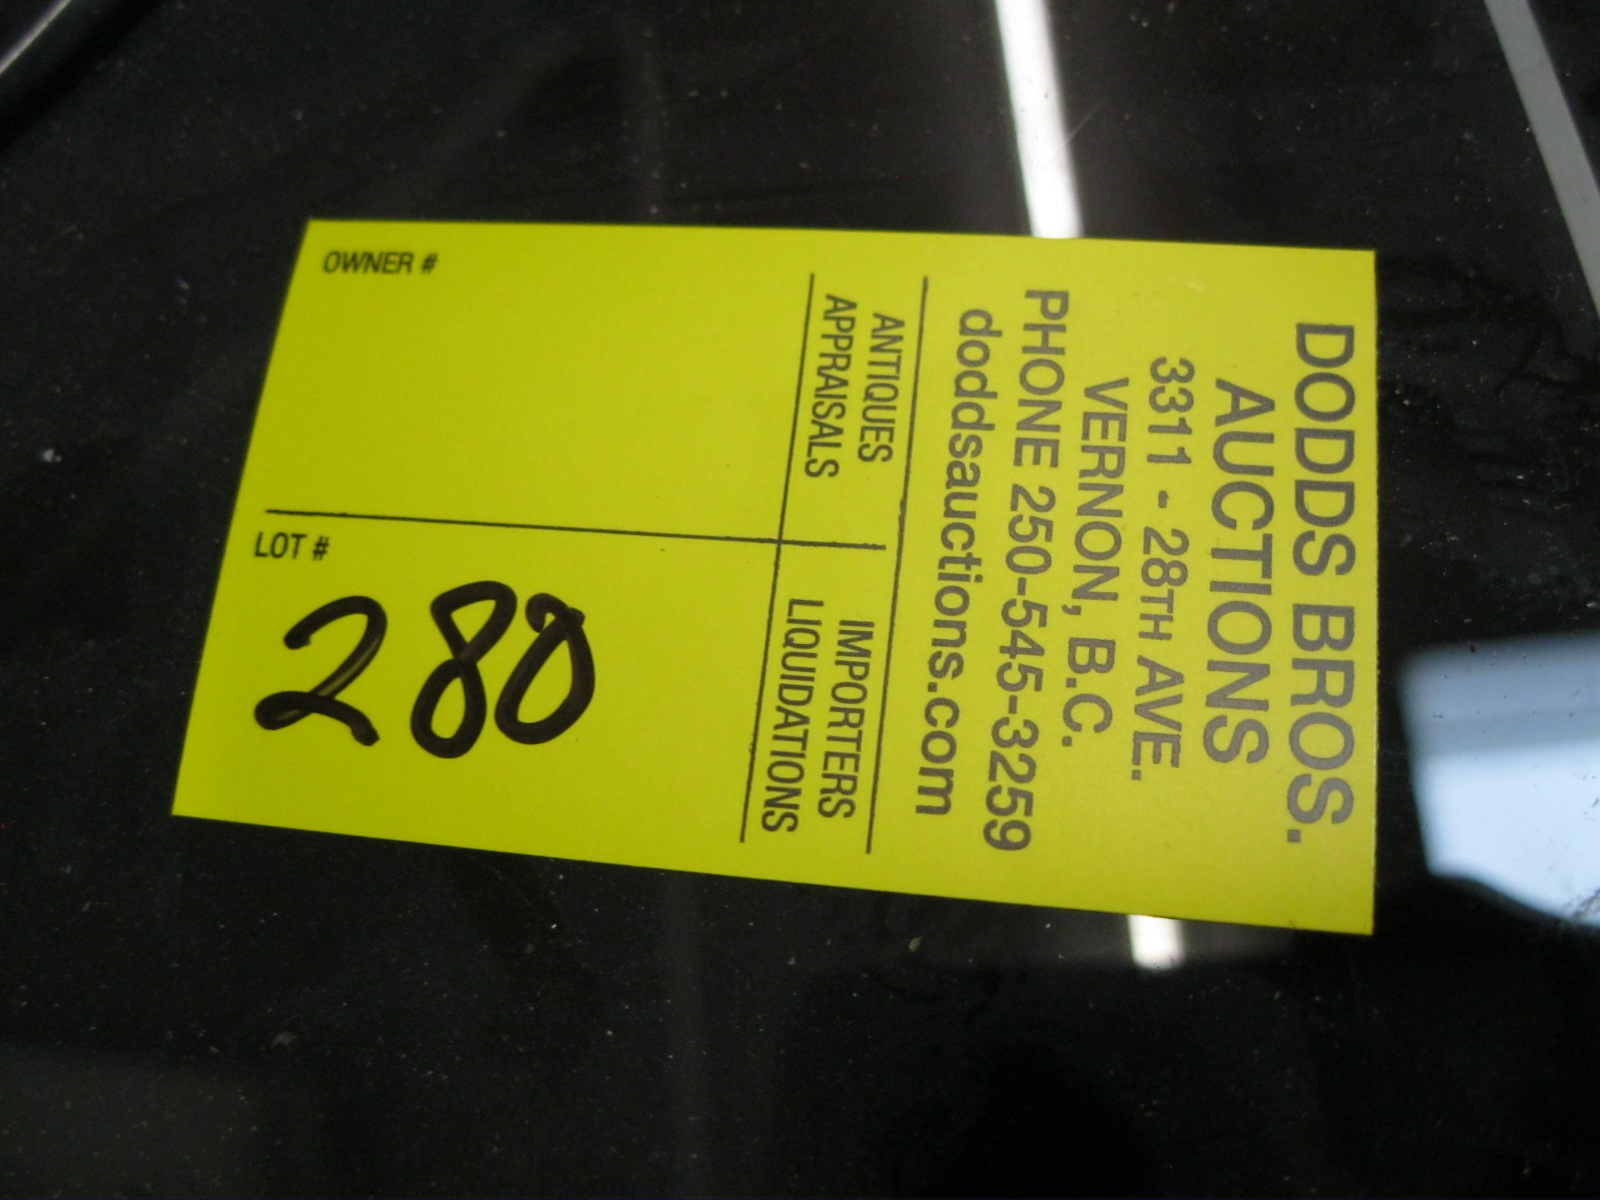 DODDS BROS.
AUCTIONS
3311 - 28TH AVE.
VERNON, B.C.
PHONE 250-545-3259
doddsauctions.com
ANTIQUES
APPRAISALS
IMPORTERS
LIQUIDATIONS
OWNER #
LOT #
280